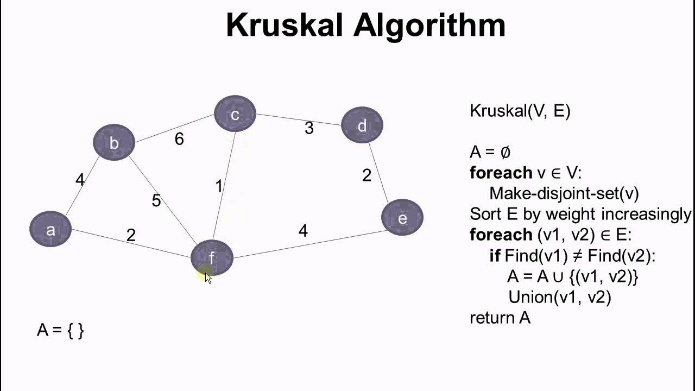 Kruskal Algorithm
c
b
6
3
d
4
5
1
2
a
2
f
4
e
A = { }
Kruskal(V, E)
A = ø
foreach v ∈ V:
Make-disjoint-set(v)
Sort E by weight increasingly
foreach (v1, v2) ∈ E:
if Find(v1) ≠ Find(v2):
A = A ∪ {(v1, v2)}
Union(v1, v2)
return A